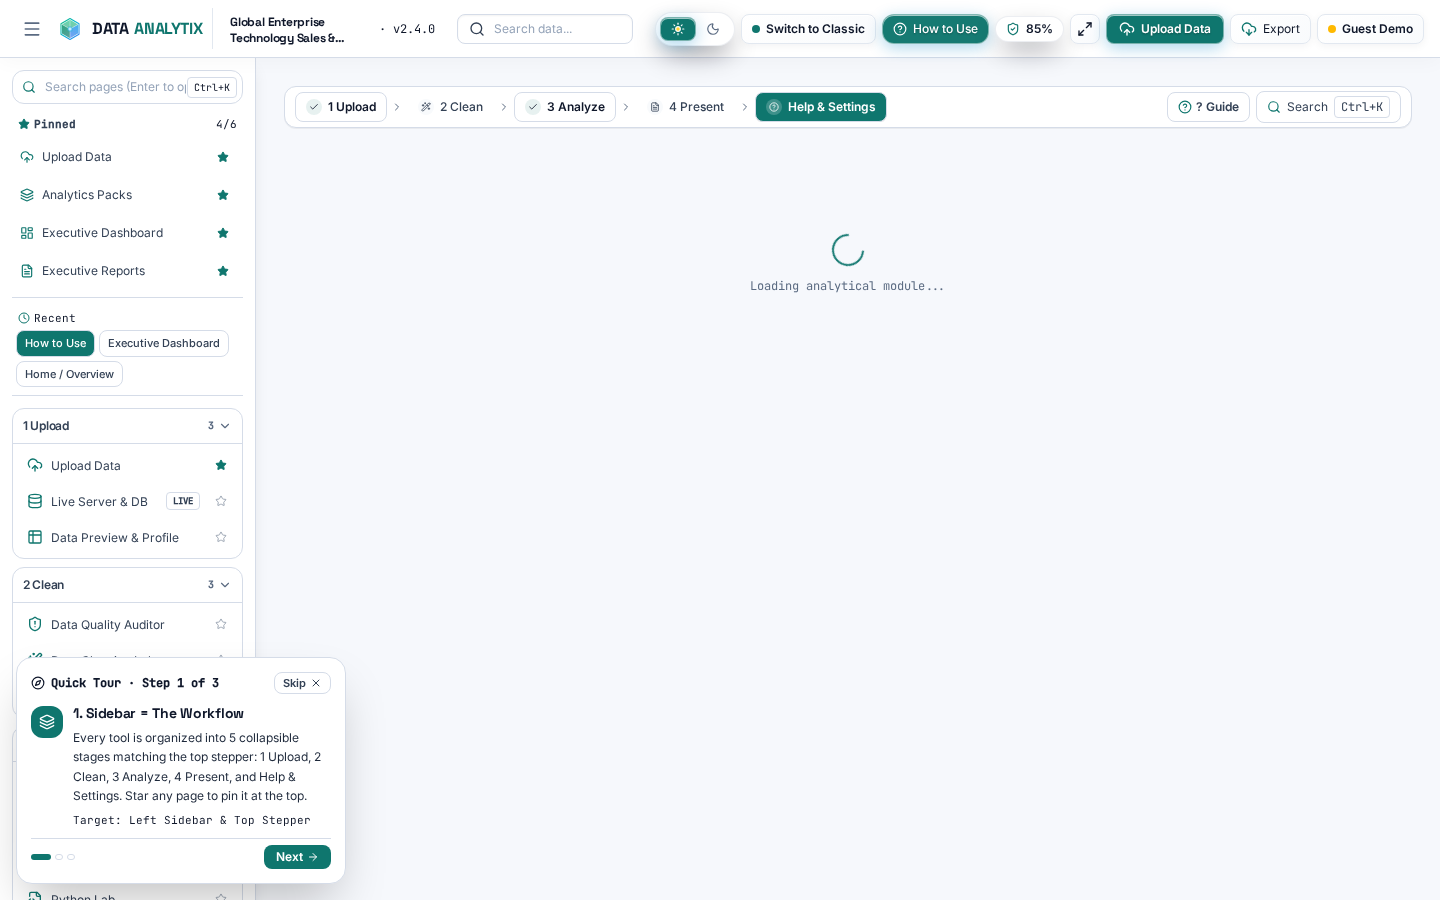 DATA ANALYTIX
Global Enterprise
Technology Sales &...
· v2.4.0
Search data...
Switch to Classic
How to Use
85%
Upload Data
Export
Guest Demo
Search pages (Enter to op
Ctrl+K
Pinned
4/6
Upload Data
Analytics Packs
Executive Dashboard
Executive Reports
Recent
How to Use
Executive Dashboard
Home / Overview
1 Upload
3
Upload Data
Live Server & DB
LIVE
Data Preview & Profile
2 Clean
3
Data Quality Auditor
1 Upload
2 Clean
3 Analyze
4 Present
Help & Settings
? Guide
Search
Ctrl+K
Loading analytical module...
Quick Tour · Step 1 of 3
Skip
1. Sidebar = The Workflow
Every tool is organized into 5 collapsible
stages matching the top stepper: 1 Upload, 2
Clean, 3 Analyze, 4 Present, and Help &
Settings. Star any page to pin it at the top.
Target: Left Sidebar & Top Stepper
Next
Python Lab